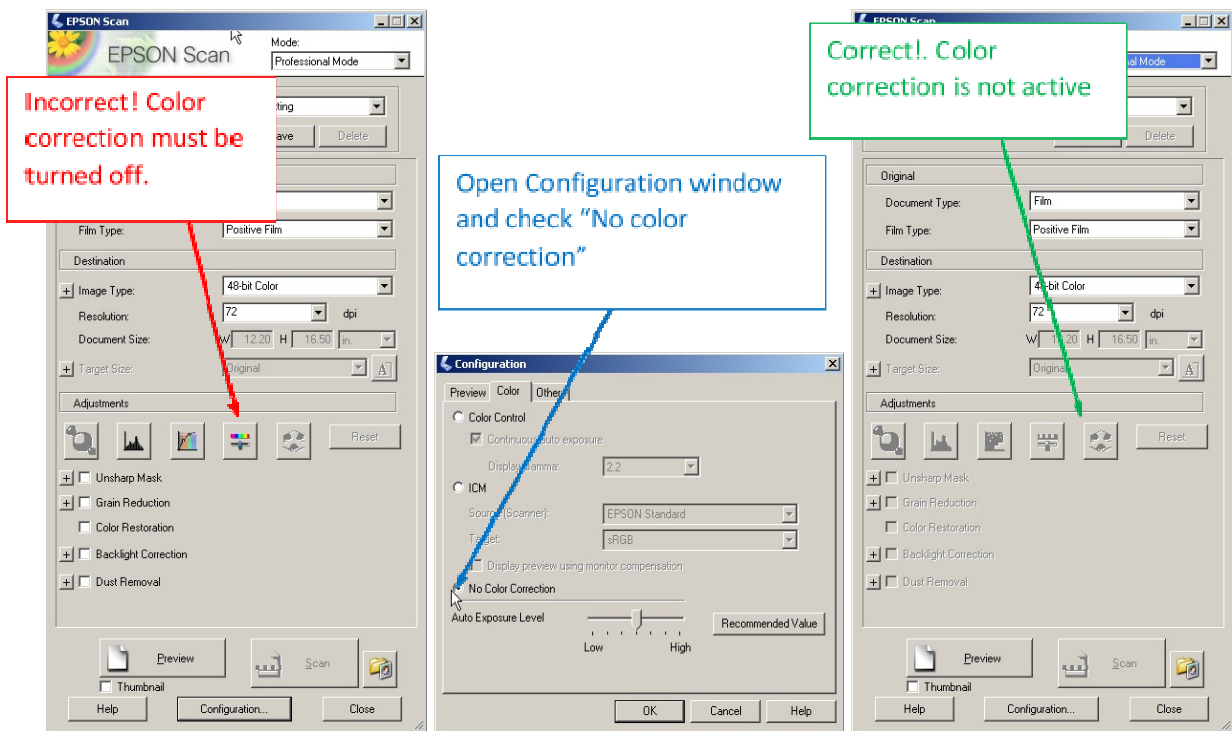 EPSON Scan
EPSON Scan
Mode:
Professional Mode
Incorrect! Color
correction must be
turned off.
Delete
Film Type:
Positive Film
Destination
Image Type:
48-bit Color
Resolution:
72
dpi
Document Size:
W 12.20 H 16.50 in.
Target Size:
Original
Adjustments
Reset
Unsharp Mask
Grain Reduction
Color Restoration
Backlight Correction
Dust Removal
Preview
Scan
Thumbnail
Help
Configuration...
Close
Open Configuration window
and check “No color
correction”
Configuration
Preview
Color
Other
Color Control
Continuous auto exposure
Display Gamma:
2.2
ICM
Source (Scanner):
EPSON Standard
Target:
sRGB
Display preview using monitor compensation
No Color Correction
Auto Exposure Level
Low
High
Recommended Value
OK
Cancel
Help
EPSON Scan
Correct!. Color
correction is not active
Mode
Delete
Original
Document Type:
Film
Film Type:
Positive Film
Destination
Image Type:
48-bit Color
Resolution:
72
dpi
Document Size:
W 12.20 H 16.50 in.
Target Size:
Original
Adjustments
Reset
Unsharp Mask
Grain Reduction
Color Restoration
Backlight Correction
Dust Removal
Preview
Scan
Thumbnail
Help
Configuration...
Close